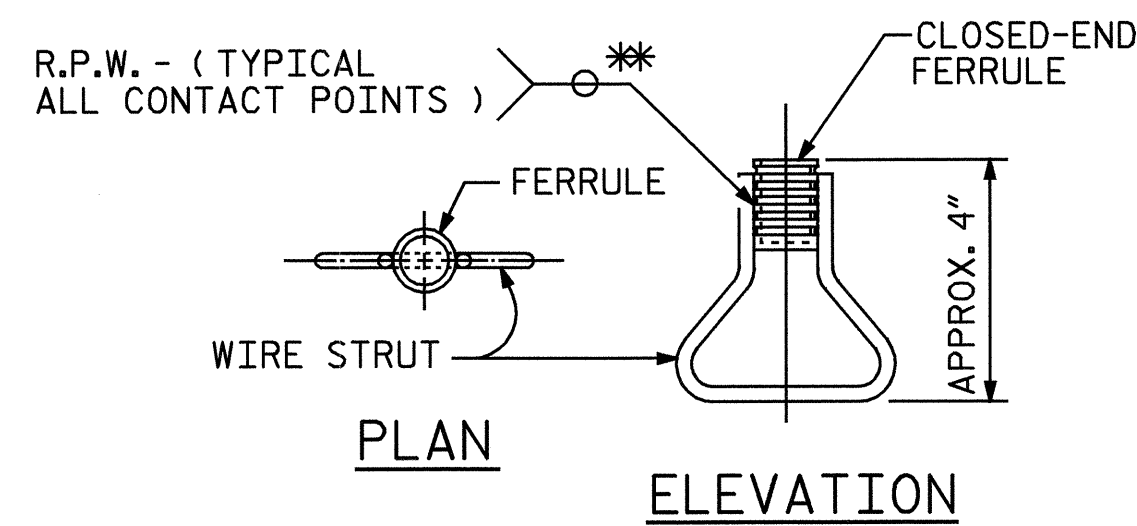 R.P.W. - ( TYPICAL
ALL CONTACT POINTS )
**
CLOSED-END
FERRULE
FERRULE
APPROX. 4"
WIRE STRUT
PLAN
ELEVATION